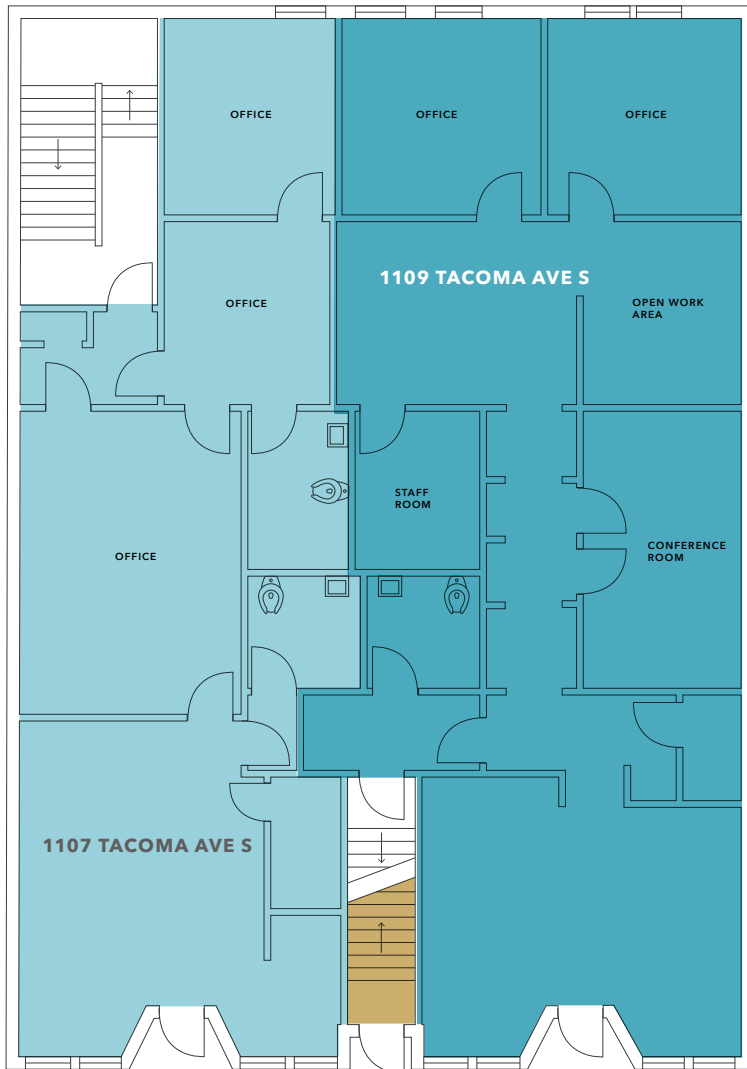 OFFICE
OFFICE
OFFICE
1109 TACOMA AVE S
OFFICE
OPEN WORK
AREA
STAFF
ROOM
OFFICE
CONFERENCE
ROOM
1107 TACOMA AVE S